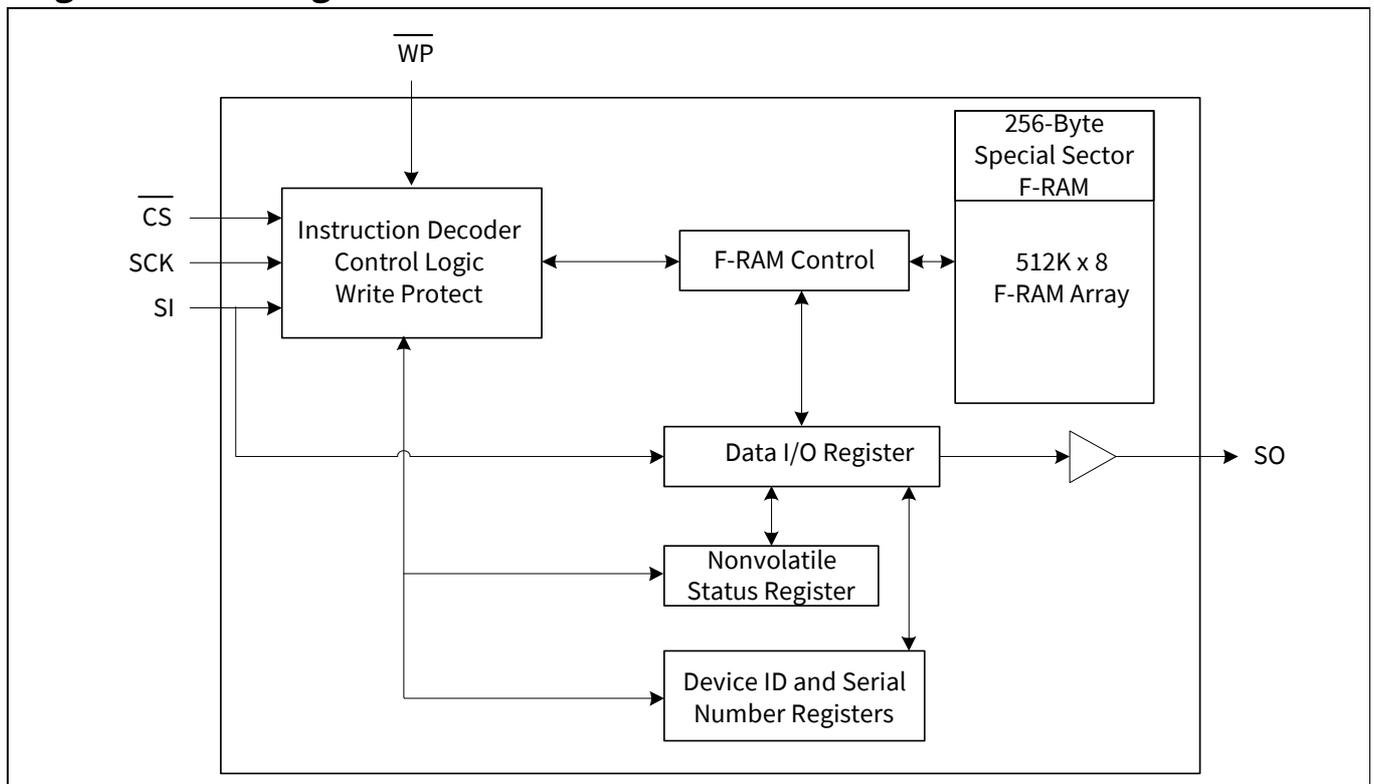 WP
256-Byte
Special Sector
F-RAM
CS
SCK
SI
Instruction Decoder
Control Logic
Write Protect
F-RAM Control
512K x 8
F-RAM Array
Data I/O Register
SO
Nonvolatile
Status Register
Device ID and Serial
Number Registers